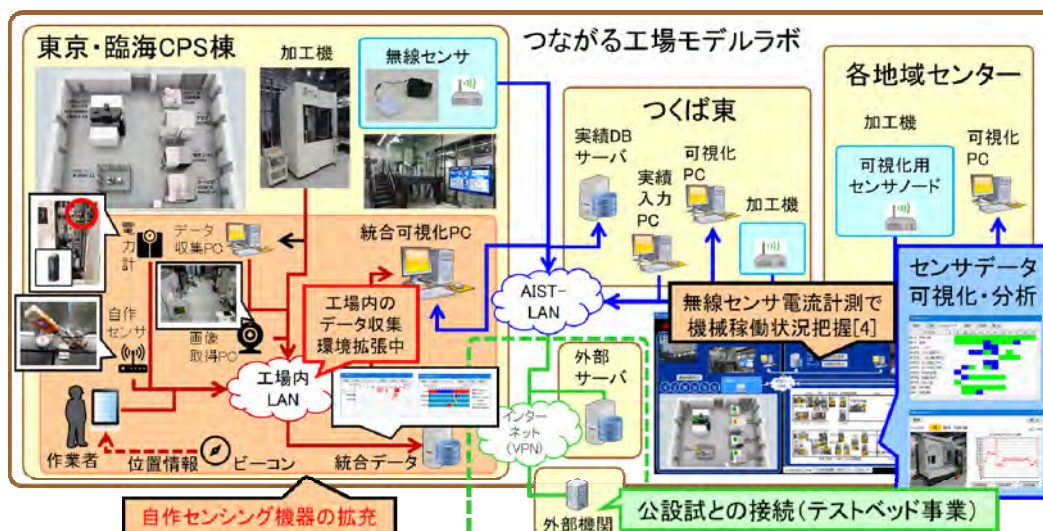 東京・臨海CPS棟
加工機
無線センサ
つながる工場モデルラボ
各地域センター
つくば東
実績DB
サーバ
実績
入力
PC
可視化
PC
加工機
加工機
可視化用
センサノード
可視化
PC
電力計
データ
収集PC
統合可視化PC
自作
センサ
画像
取得PC
工場内の
データ収集
環境拡張中
AIST-
LAN
無線センサ電流計測で
機械稼働状況把握[4]
センサデータ
可視化・分析
工場内
LAN
外部
サーバ
インター
ネット
(VPN)
作業者
位置情報
ビーコン
統合データ
自作センシング機器の拡充
外部機関
公設試との接続(テストベッド事業)